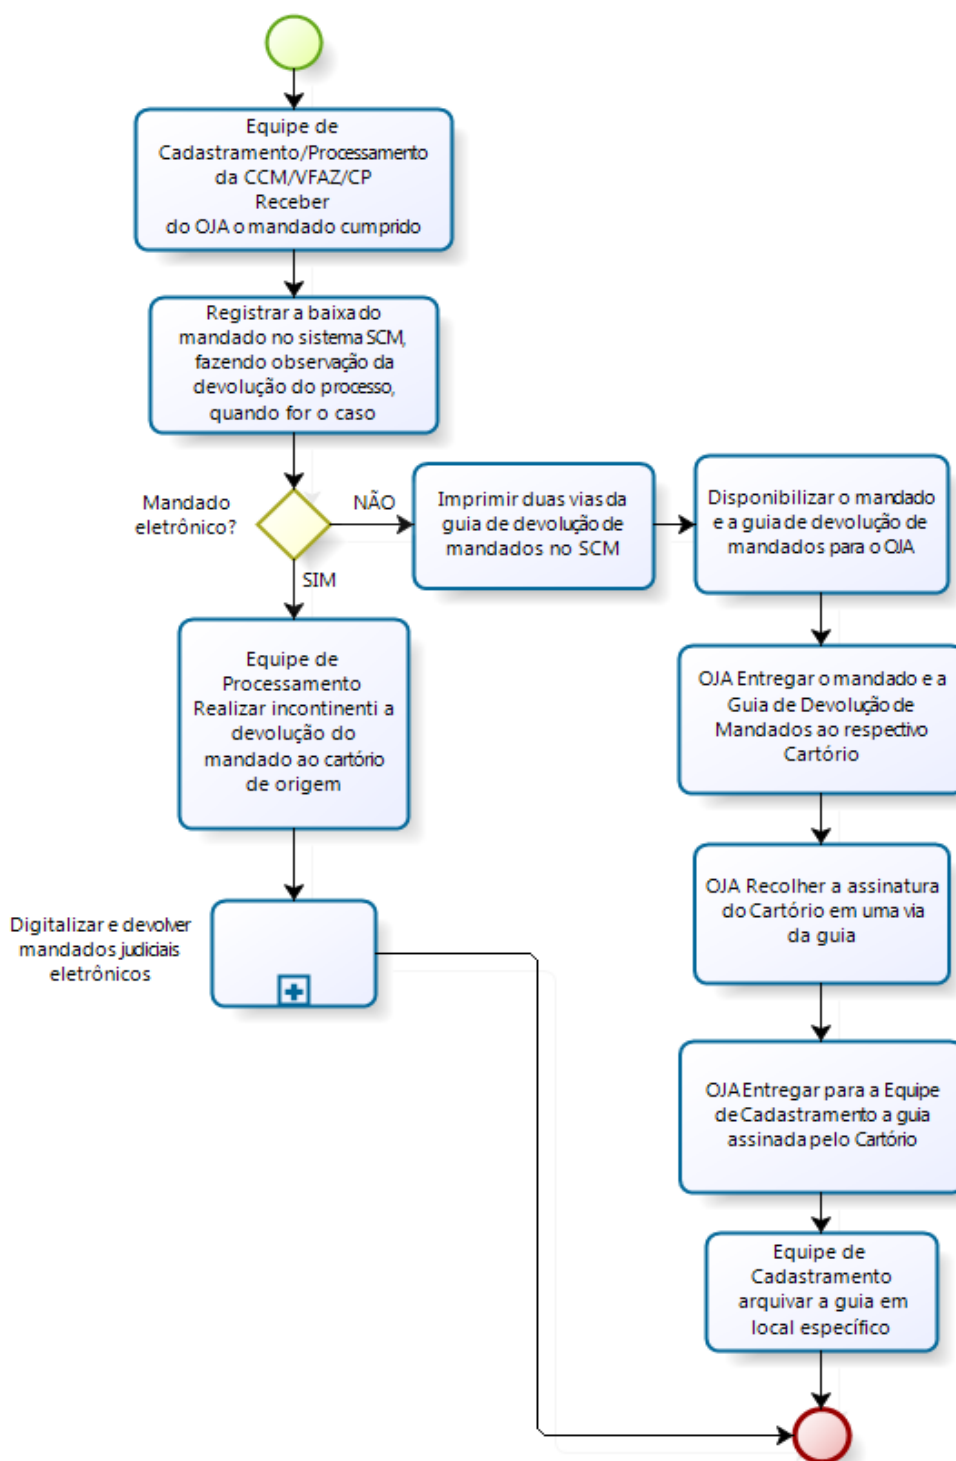 Equipe de
Cadastramento/Processamento
da CCM/VFAZ/CP
Receber
do OJA o mandado cumprido
Registrar a baixa do
mandado no sistema SCM,
fazendo observação da
devolução do processo,
quando for o caso
Mandado
eletrônico?
NÃO
SIM
Imprimir duas vias da
guia de devolução de
mandados no SCM
Disponibilizar o mandado
e a guia de devolução de
mandados para o OJA
OJA Entregar o mandado e a
Guia de Devolução de
Mandados ao respectivo
Cartório
OJA Recolher a assinatura
do Cartório em uma via
da guia
OJA Entregar para a Equipe
de Cadastramento a guia
assinada pelo Cartório
Equipe de
Cadastramento
arquivar a guia em
local específico
Equipe de
Processamento
Realizar incontinenti a
devolução do
mandado ao cartório
de origem
Digitalizar e devolver
mandados judiciais
eletrônicos